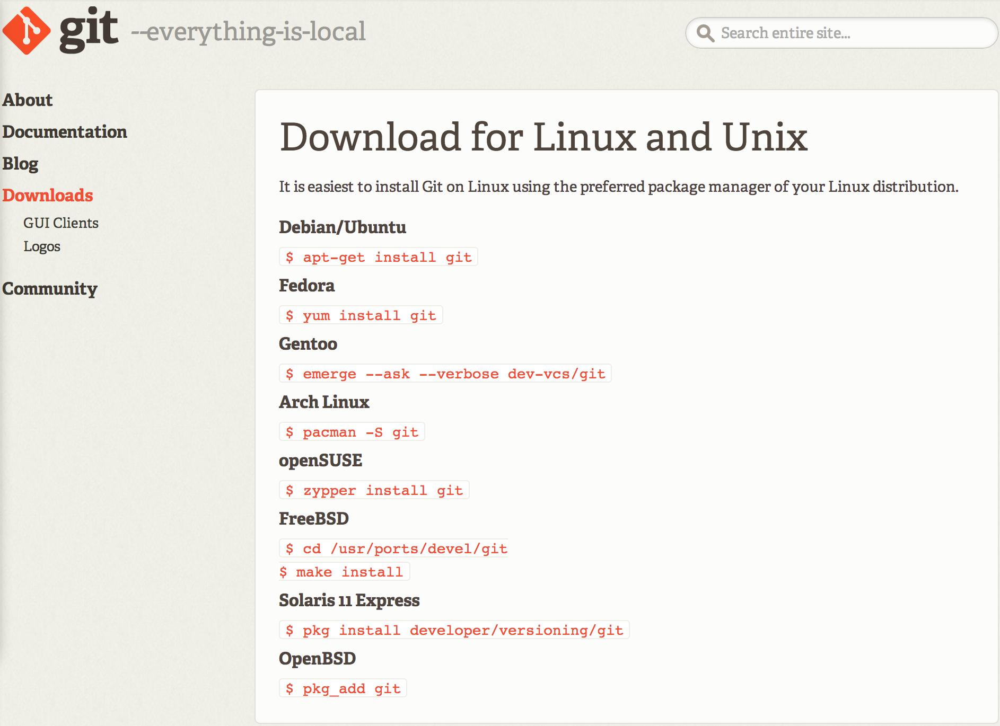 git --everything-is-local
Search entire site...
About
Documentation
Blog
Downloads
GUI Clients
Logos
Community
Download for Linux and Unix
It is easiest to install Git on Linux using the preferred package manager of your Linux distribution.
Debian/Ubuntu
$ apt-get install git
Fedora
$ yum install git
Gentoo
$ emerge --ask --verbose dev-vcs/git
Arch Linux
$ pacman -S git
openSUSE
$ zypper install git
FreeBSD
$ cd /usr/ports/devel/git
$ make install
Solaris 11 Express
$ pkg install developer/versioning/git
OpenBSD
$ pkg_add git